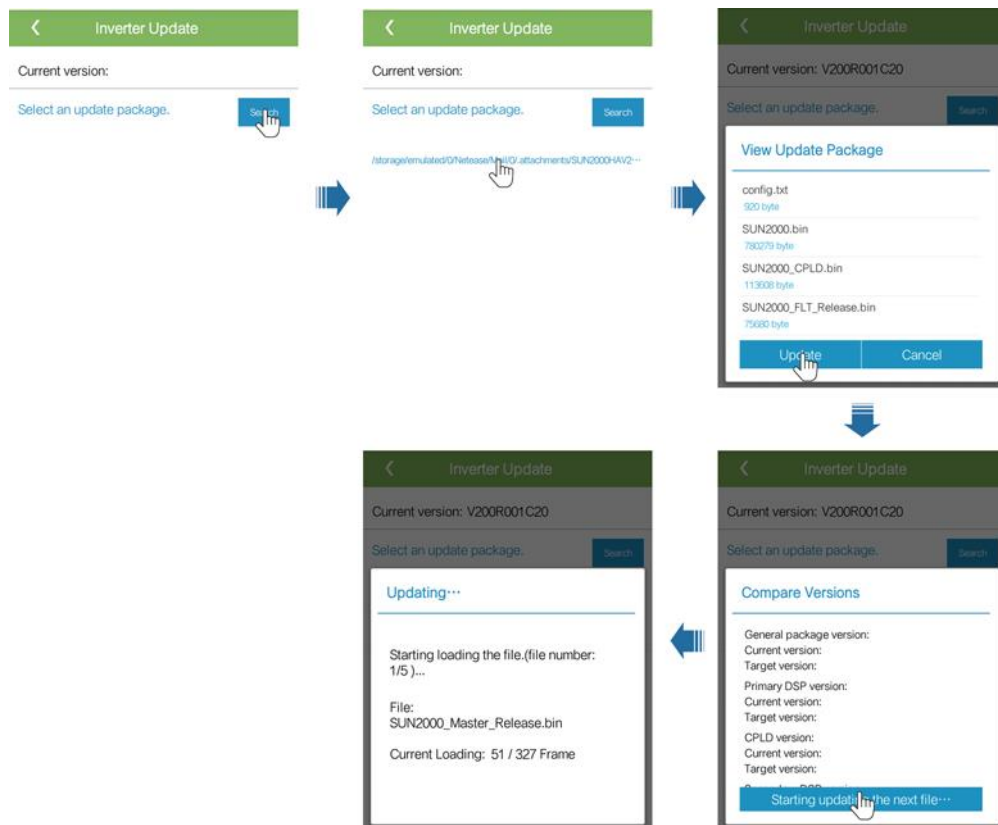 Inverter Update
Current version:
Select an update package.
Search
Inverter Update
Current version:
Select an update package.
Search
/storage/emulated/0/Netease/Mail/0/.attachments/SUN2000HAV2···
Inverter Update
Current version: V200R001C20
Select an update package.
Search
View Update Package
config.txt
920 byte
SUN2000.bin
780279 byte
SUN2000_CPLD.bin
113608 byte
SUN2000_FLT_Release.bin
75680 byte
Update
Cancel
Inverter Update
Current version: V200R001C20
Select an update package.
Search
Compare Versions
General package version:
Current version:
Target version:
Primary DSP version:
Current version:
Target version:
CPLD version:
Current version:
Target version:
Starting updating the next file···
Inverter Update
Current version: V200R001C20
Select an update package.
Search
Updating···
Starting loading the file.(file number:
1/5 )...
File:
SUN2000_Master_Release.bin
Current Loading: 51 / 327 Frame